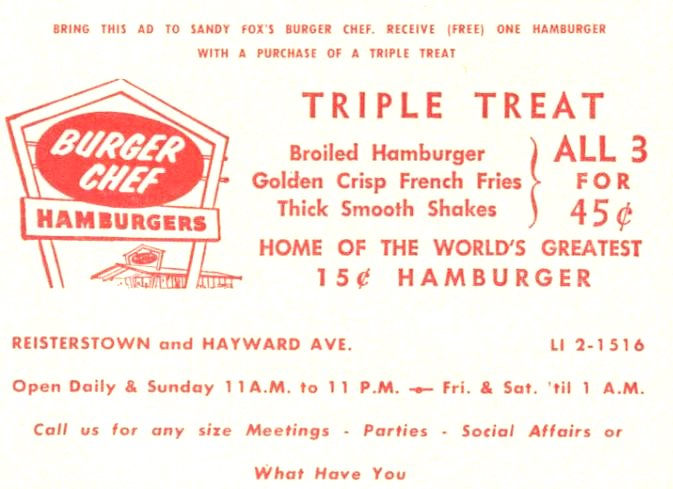 BRING THIS AD TO SANDY FOX'S BURGER CHEF. RECEIVE (FREE) ONE HAMBURGER
WITH A PURCHASE OF A TRIPLE TREAT
BURGER
CHEF
HAMBURGERS
TRIPLE TREAT
Broiled Hamburger
Golden Crisp French Fries
Thick Smooth Shakes
ALL 3
FOR
45¢
HOME OF THE WORLD'S GREATEST
15¢ HAMBURGER
REISTERSTOWN and HAYWARD AVE. LI 2-1516
Open Daily & Sunday 11A.M. to 11 P.M. — Fri. & Sat. 'til 1 A.M.
Call us for any size Meetings - Parties - Social Affairs or
What Have You